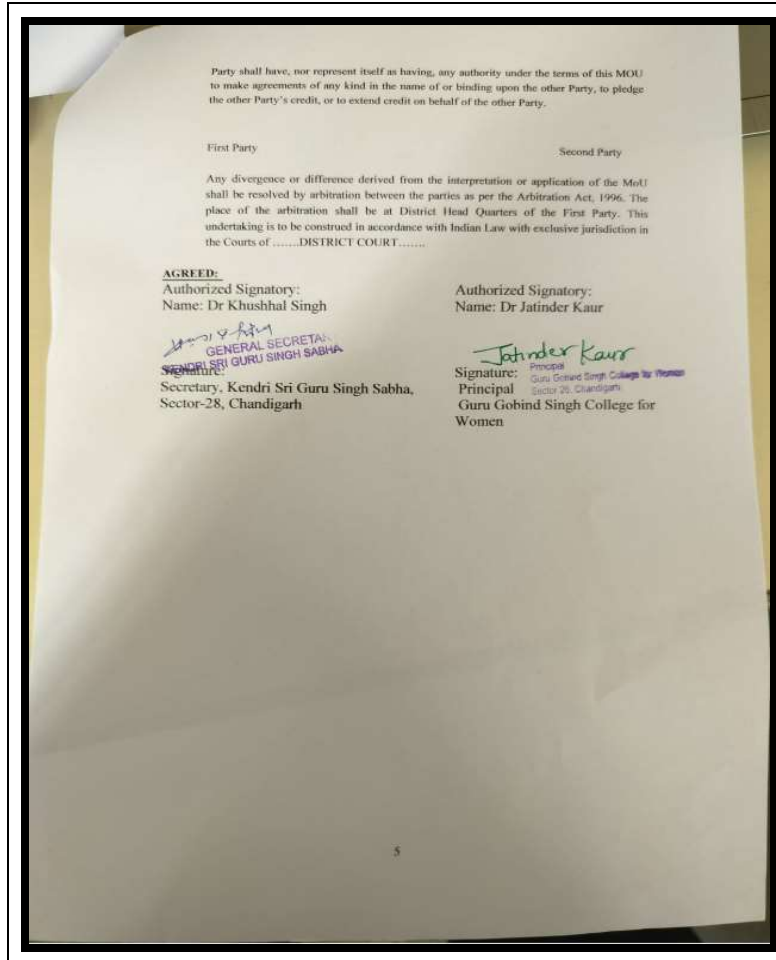 Party shall have, nor represent itself as having, any authority under the terms of this MOU
to make agreements of any kind in the name of or binding upon the other Party, to pledge
the other Party's credit, or to extend credit on behalf of the other Party.
First Party
Second Party
Any divergence or difference derived from the interpretation or application of the MoU
shall be resolved by arbitration between the parties as per the Arbitration Act, 1996. The
place of the arbitration shall be at District Head Quarters of the First Party. This
undertaking is to be construed in accordance with Indian Law with exclusive jurisdiction in
the Courts of .......DISTRICT COURT.......
AGREED:
Authorized Signatory:
Name: Dr Khushhal Singh
GENERAL SECRETAR
KENDRI SRI GURU SINGH SABHA
Signature:
Secretary, Kendri Sri Guru Singh Sabha,
Sector-28, Chandigarh
Authorized Signatory:
Name: Dr Jatinder Kaur
Jatinder Kaur
Signature:
Principal
Guru Gobind Singh College for Women
Sector 26, Chandigarh
Principal
Guru Gobind Singh College for
Women
5